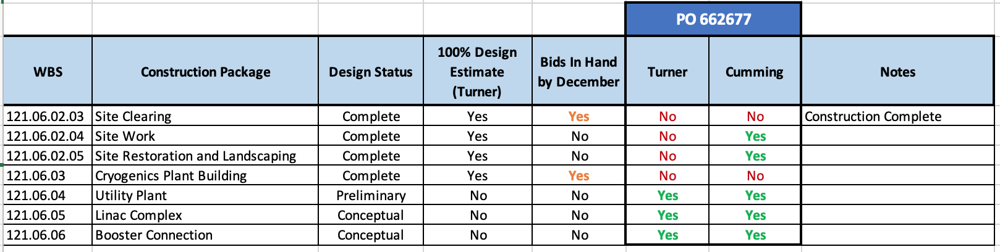 PO 662677
WBS Construction Package Design Status 100% Design Estimate (Turner) Bids In Hand by December Turner Cumming Notes
121.06.02.03 Site Clearing Complete Yes Yes No No Construction Complete
121.06.02.04 Site Work Complete Yes No No Yes
121.06.02.05 Site Restoration and Landscaping Complete Yes No No Yes
121.06.03 Cryogenics Plant Building Complete Yes Yes No No
121.06.04 Utility Plant Preliminary No No Yes Yes
121.06.05 Linac Complex Conceptual No No Yes Yes
121.06.06 Booster Connection Conceptual No No Yes Yes